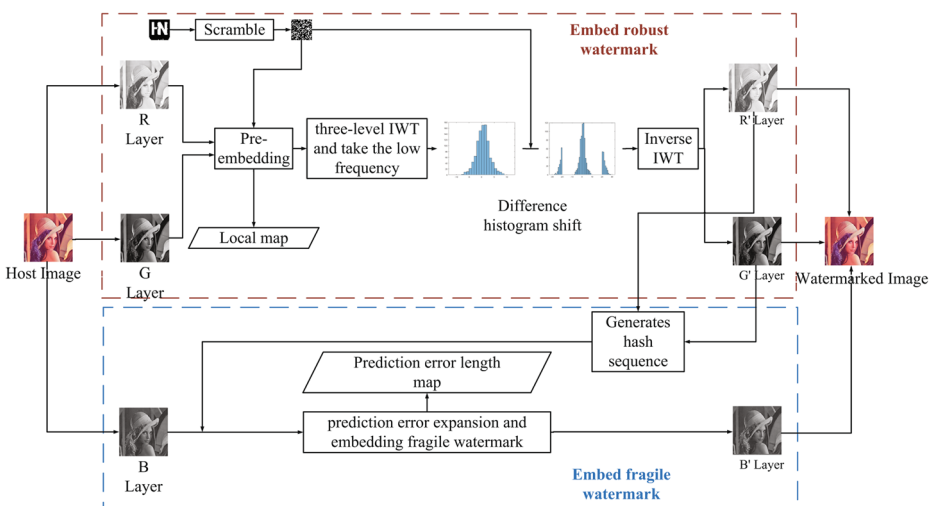 HN
Scramble
Embed robust
watermark
R
Layer
Pre-
embedding
three-level IWT
and take the low
frequency
Inverse
IWT
R' Layer
Difference
histogram shift
Local map
Host Image
G
Layer
G' Layer
Watermarked Image
Generates
hash
sequence
Prediction error length
map
prediction error expansion and
embedding fragile watermark
B
Layer
B' Layer
Embed fragile
watermark